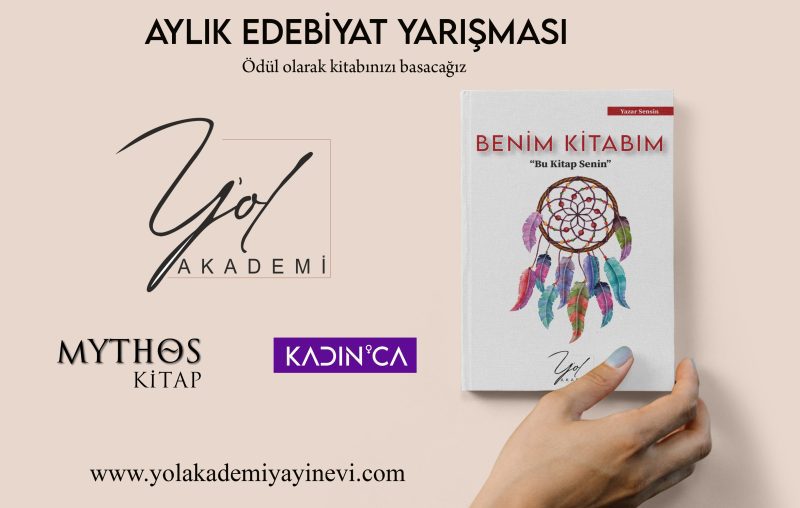 AYLIK EDEBİYAT YARIŞMASI
Ödül olarak kitabınızı basacağız
Yol
AKADEMİ
Yazar Sensin
BENİM KİTABIM
“Bu Kitap Senin”
Yol
MYTHOS
KİTAP
KADIN'CA
www.yolakademiyayinevi.com